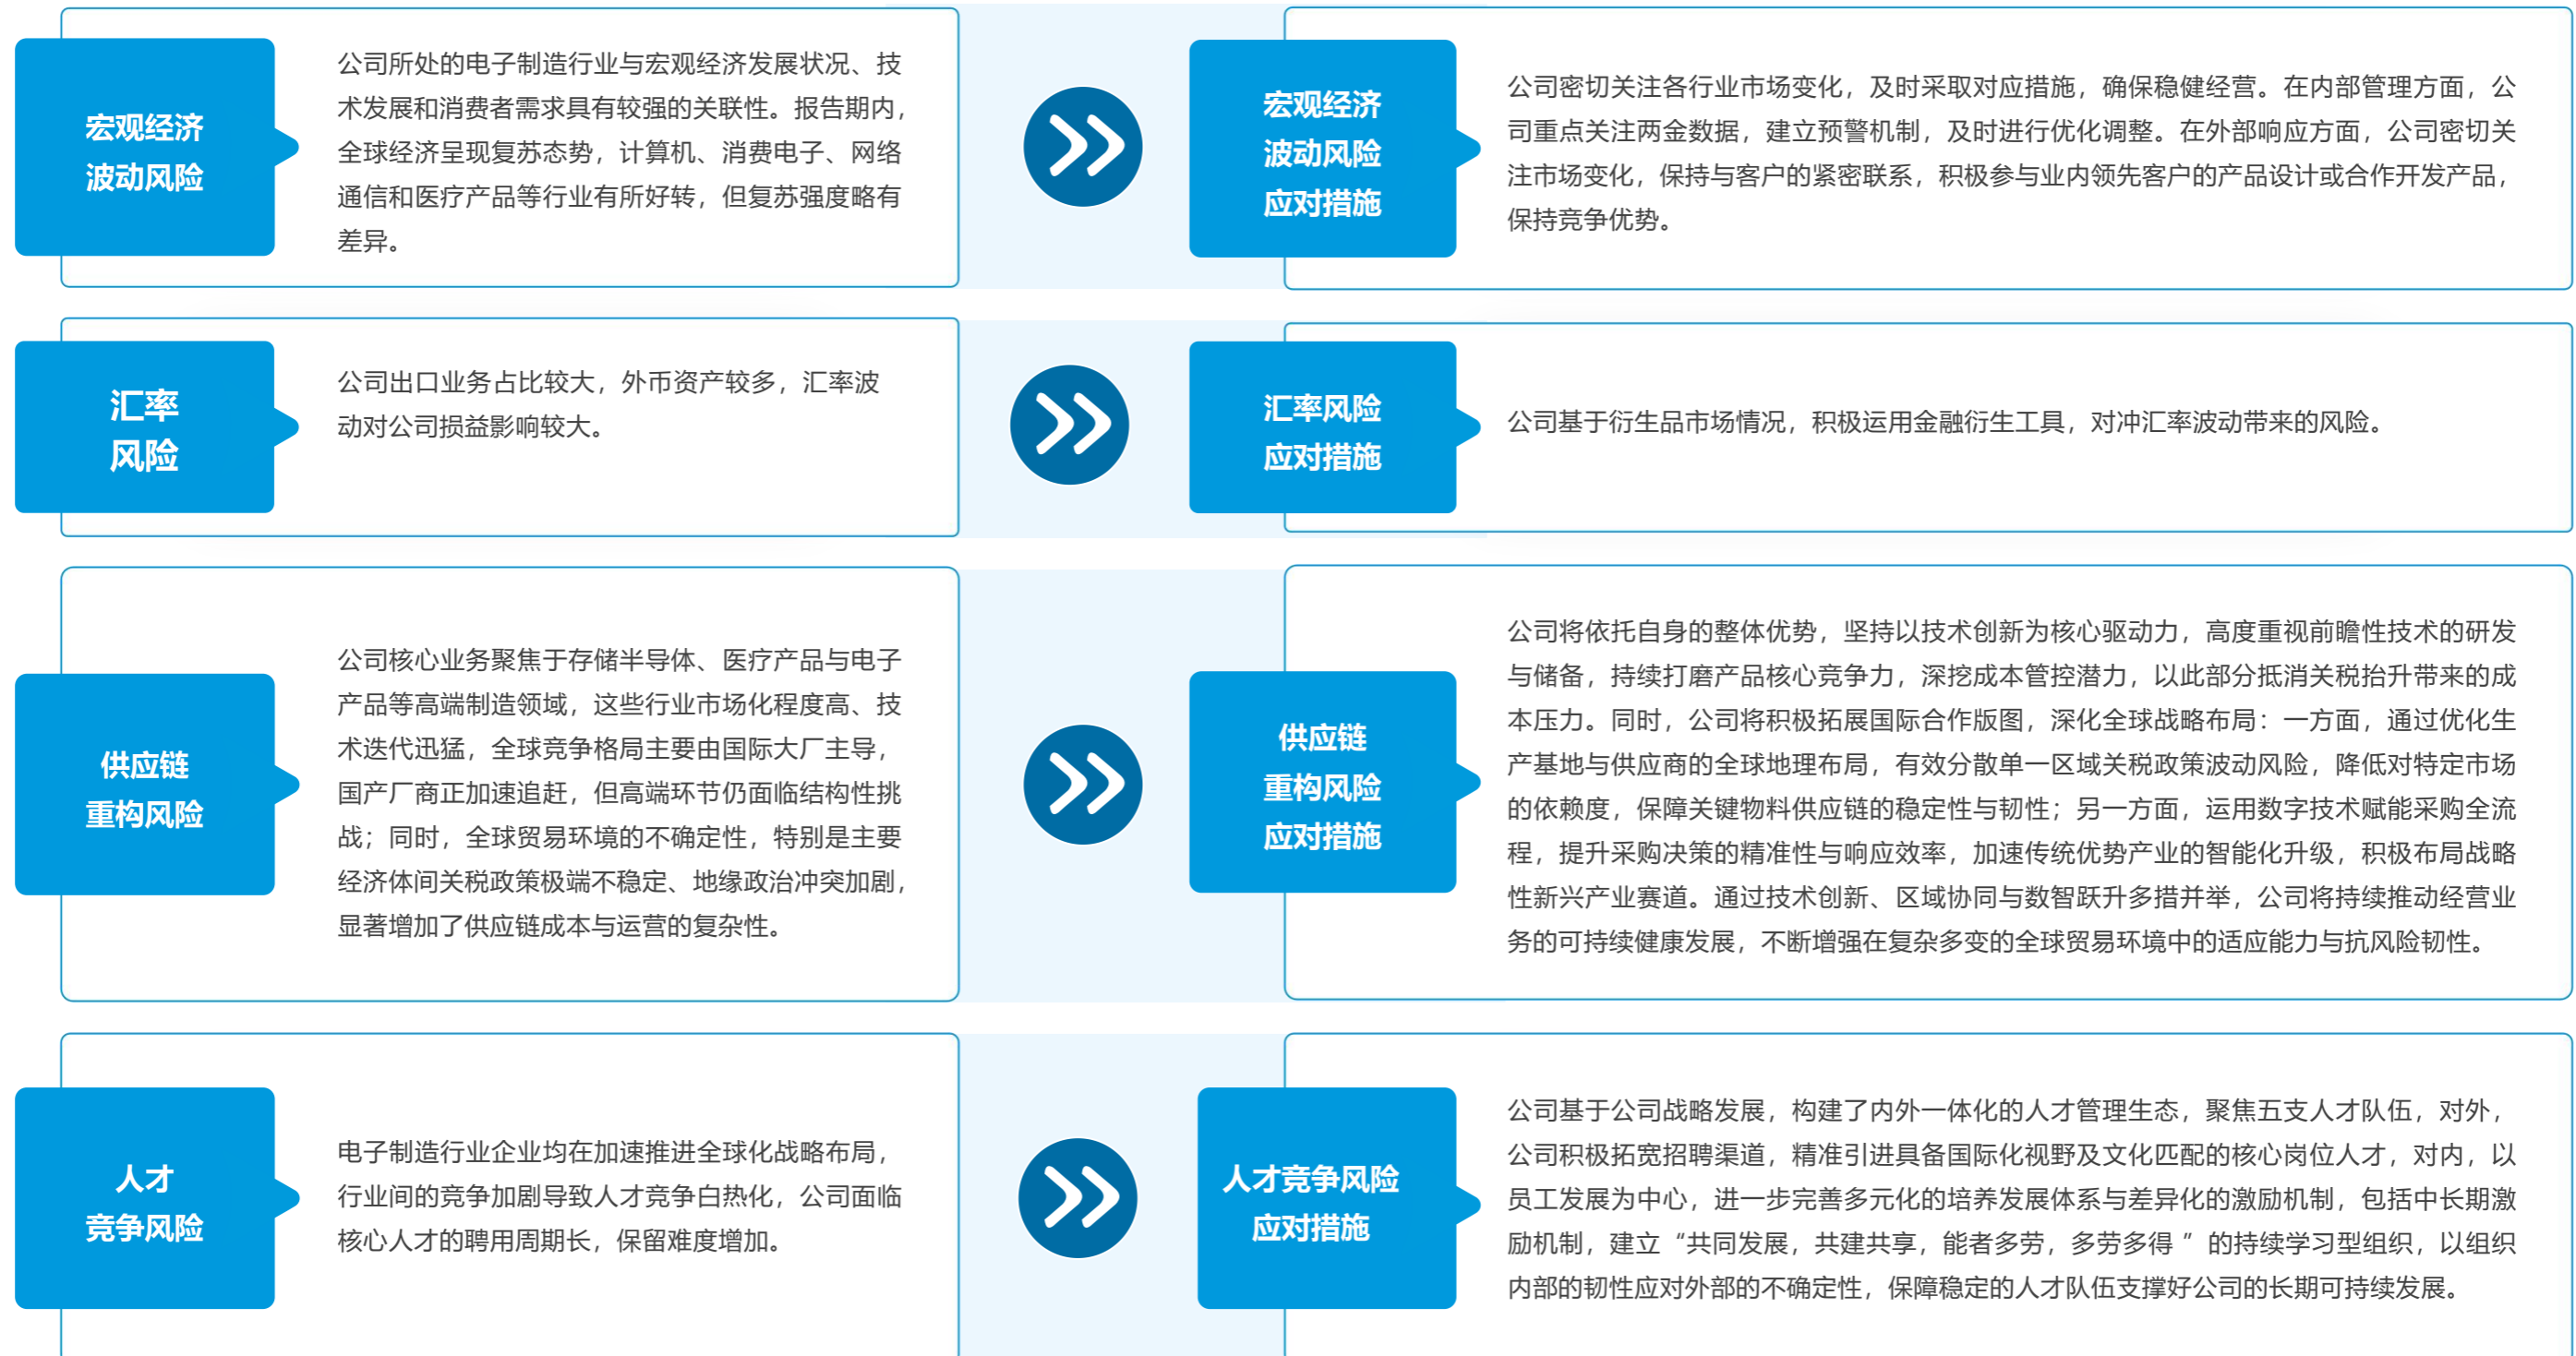 宏观经济
波动风险
公司所处的电子制造行业与宏观经济发展状况、技
术发展和消费者需求具有较强的关联性。报告期内，
全球经济呈现复苏态势，计算机、消费电子、网络
通信和医疗产品等行业有所好转，但复苏强度略有
差异。
宏观经济
波动风险
应对措施
公司密切关注各行业市场变化，及时采取对应措施，确保稳健经营。在内部管理方面，公
司重点关注两金数据，建立预警机制，及时进行优化调整。在外部响应方面，公司密切关
注市场变化，保持与客户的紧密联系，积极参与业内领先客户的产品设计或合作开发产品，
保持竞争优势。
汇率
风险
公司出口业务占比较大，外币资产较多，汇率波
动对公司损益影响较大。
汇率风险
应对措施
公司基于衍生品市场情况，积极运用金融衍生工具，对冲汇率波动带来的风险。
供应链
重构风险
公司核心业务聚焦于存储半导体、医疗产品与电子
产品等高端制造领域，这些行业市场化程度高、技
术迭代迅猛，全球竞争格局主要由国际大厂主导，
国产厂商正加速追赶，但高端环节仍面临结构性挑
战；同时，全球贸易环境的不确定性，特别是主要
经济体间关税政策极端不稳定、地缘政治冲突加剧，
显著增加了供应链成本与运营的复杂性。
供应链
重构风险
应对措施
公司将依托自身的整体优势，坚持以技术创新为核心驱动力，高度重视前瞻性技术的研发
与储备，持续打磨产品核心竞争力，深挖成本管控潜力，以此部分抵消关税抬升带来的成
本压力。同时，公司将积极拓展国际合作版图，深化全球战略布局：一方面，通过优化生
产基地与供应商的全球地理布局，有效分散单一区域关税政策波动风险，降低对特定市场
的依赖度，保障关键物料供应链的稳定性与韧性；另一方面，运用数字技术赋能采购全流
程，提升采购决策的精准性与响应效率，加速传统优势产业的智能化升级，积极布局战略
性新兴产业赛道。通过技术创新、区域协同与数智跃升多措并举，公司将持续推动经营业
务的可持续健康发展，不断增强在复杂多变的全球贸易环境中的适应能力与抗风险韧性。
人才
竞争风险
电子制造行业企业均在加速推进全球化战略布局，
行业间的竞争加剧导致人才竞争白热化，公司面临
核心人才的聘用周期长，保留难度增加。
人才竞争风险
应对措施
公司基于公司战略发展，构建了内外一体化的人才管理生态，聚焦五支人才队伍，对外，
公司积极拓宽招聘渠道，精准引进具备国际化视野及文化匹配的核心岗位人才，对内，以
员工发展为中心，进一步完善多元化的培养发展体系与差异化的激励机制，包括中长期激
励机制，建立“共同发展，共建共享，能者多劳，多劳多得 ”的持续学习型组织，以组织
内部的韧性应对外部的不确定性，保障稳定的人才队伍支撑好公司的长期可持续发展。